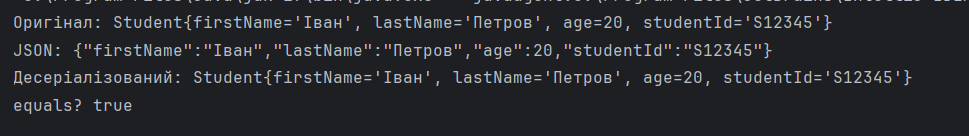 Оригінал: Student{firstName='Іван', lastName='Петров', age=20, studentId='S12345'}
JSON: {"firstName":"Іван","lastName":"Петров","age":20,"studentId":"S12345"}
Десеріалізований: Student{firstName='Іван', lastName='Петров', age=20, studentId='S12345'}
equals? true